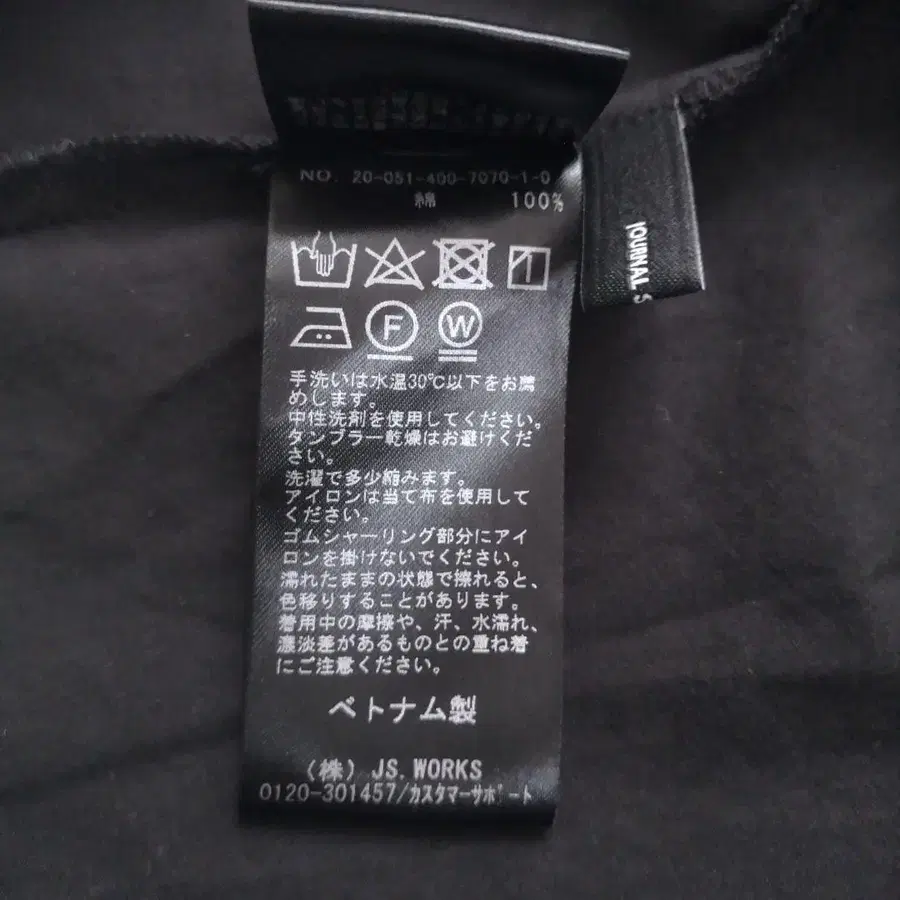 NO. 20-051-400-7070-1-0
綿 100%
F
W
手洗いは水温30℃以下をお薦
めします。
中性洗剤を使用してください。
タンブラー乾燥はお避けくだ
さい。
洗濯で多少縮みます。
アイロンは当て布を使用して
ください。
ゴムシャーリング部分にアイ
ロンを掛けないでください。
濡れたままの状態で擦れると、
色移りすることがあります。
着用中の摩擦や、汗、水濡れ、
濃淡差があるものとの重ね着
にご注意ください。
ベトナム製
(株) JS.WORKS
0120-301457/カスタマーサポート
JOURNAL S